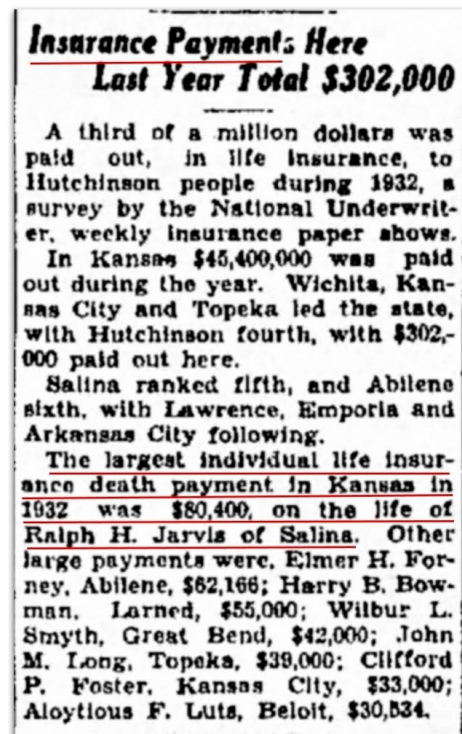 Insurance Payments Here
Last Year Total $302,000
A third of a million dollars was
paid out, in life insurance, to
Hutchinson people during 1932, a
survey by the National Underwrit-
er, weekly insurance paper shows.
In Kansas $45,400,000 was paid
out during the year. Wichita, Kan-
sas City and Topeka led the state,
with Hutchinson fourth, with $302,-
000 paid out here.
Salina ranked fifth, and Abilene
sixth, with Lawrence, Emporia and
Arkansas City following.
The largest individual life insur-
ance death payment in Kansas in
1932 was $80,400, on the life of
Ralph H. Jarvis of Salina. Other
large payments were, Elmer H. For-
ney, Abilene, $62,166; Harry B. Bow-
man, Larned, $55,000; Wilbur L.
Smyth, Great Bend, $42,000; John
M. Long, Topeka, $39,000; Clifford
P. Foster, Kansas City, $33,000;
Aloytious F. Luts, Beloit, $30,534.